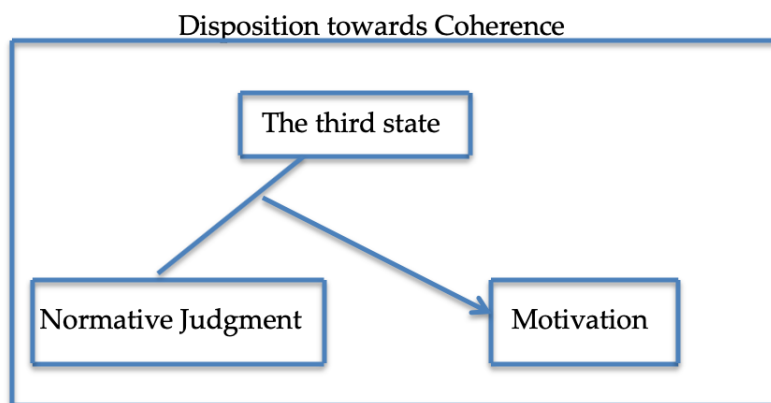 Disposition towards Coherence
The third state
Normative Judgment
Motivation